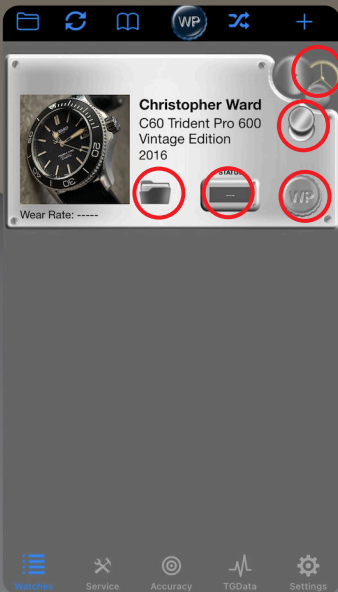 WP
Christopher Ward
C60 Trident Pro 600
Vintage Edition
2016
STATUS
---
WP
Wear Rate: -----
Watches
Service
Accuracy
TGData
Settings